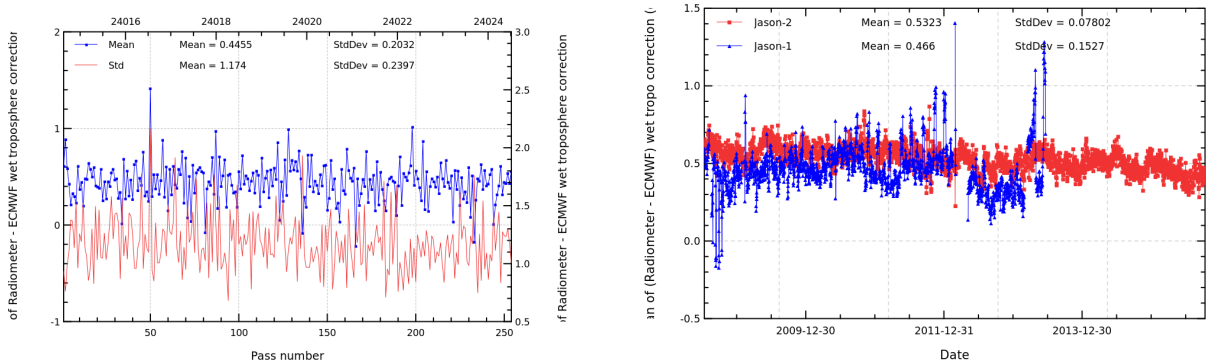 24016 24018 24020 24022 24024
Mean Mean = 0.4455 StdDev = 0.2032
Std Mean = 1.174 StdDev = 0.2397
2
1
0
-1
3.0
2.5
2.0
1.5
1.0
0.5
50 100 140 200 250
Pass number
of Radiometer - ECMWF wet troposphere correction
of Radiometer - ECMWF wet troposphere correction
Jason-2 Mean = 0.5323 StdDev = 0.07802
Jason-1 Mean = 0.466 StdDev = 0.1527
1.5
1.0
0.5
0.0
-0.5
2009-12-30 2011-12-31 2013-12-30
Date
an of (Radiometer - ECMWF) wet tropo correction (